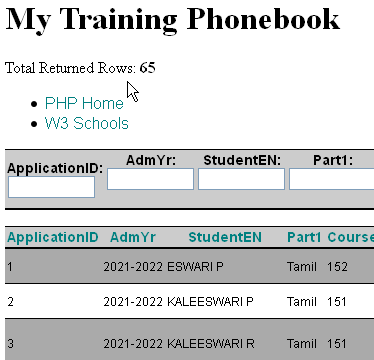 My Training Phonebook
Total Returned Rows: 65
PHP Home
W3 Schools
ApplicationID: AdmYr: StudentEN: Part1:
ApplicationID AdmYr StudentEN Part1 Course
1 2021-2022 ESWARI P Tamil 152
2 2021-2022 KALEESWARI P Tamil 151
3 2021-2022 KALEESWARI R Tamil 151